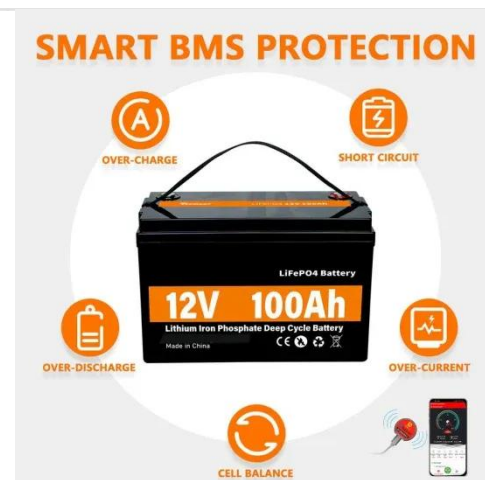 SMART BMS PROTECTION
OVER-CHARGE
SHORT CIRCUIT
LiFePO4 Battery
12V 100Ah
Lithium Iron Phosphate Deep Cycle Battery
Made in China
CE
OVER-DISCHARGE
OVER-CURRENT
CELL BALANCE